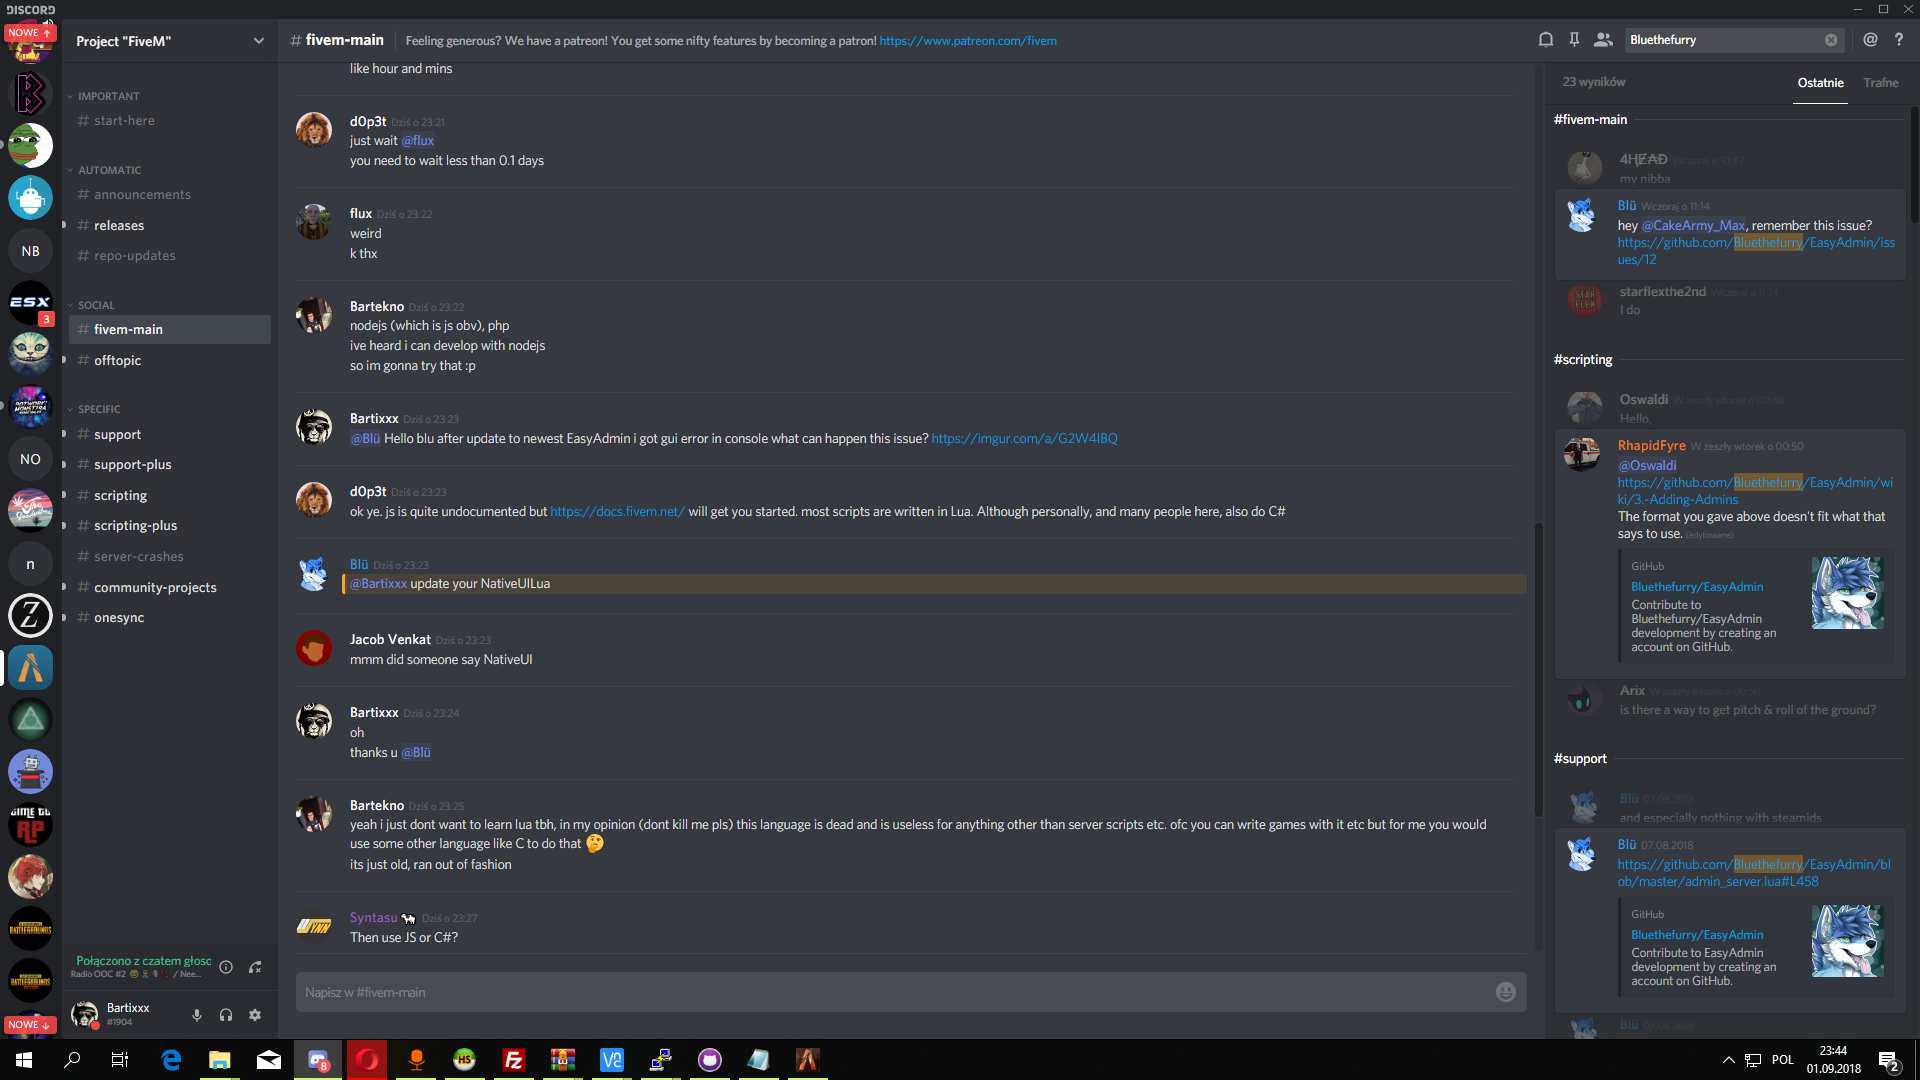 DISCORD
NOWE ↑
NB
ESX
3
NO
n
Z
TIME TO
RP
BATTLEGROUNDS
NOWE ↓
Project "FiveM"
IMPORTANT
# start-here
AUTOMATIC
# announcements
# releases
# repo-updates
SOCIAL
# fivem-main
# offtopic
SPECIFIC
# support
# support-plus
# scripting
# scripting-plus
# server-crashes
# community-projects
# onesync
Połączono z czatem głosc
Radio OOC #2
/ Nee...
Bartixxx
#1904
# fivem-main
Feeling generous? We have a patreon! You get some nifty features by becoming a patron! https://www.patreon.com/fivem
like hour and mins
d0p3t Dziś o 23:21
just wait @flux
you need to wait less than 0.1 days
flux Dziś o 23:22
weird
k thx
Bartekno Dziś o 23:22
nodejs (which is js obv), php
ive heard i can develop with nodejs
so im gonna try that :p
Bartixxx Dziś o 23:23
@Blü Hello blu after update to newest EasyAdmin i got gui error in console what can happen this issue? https://imgur.com/a/G2W4IBQ
d0p3t Dziś o 23:23
ok ye. js is quite undocumented but https://docs.fivem.net/ will get you started. most scripts are written in Lua. Although personally, and many people here, also do C#
Blü Dziś o 23:23
@Bartixxx update your NativeUILua
Jacob Venkat Dziś o 23:23
mmm did someone say NativeUI
Bartixxx Dziś o 23:24
oh
thanks u @Blü
Bartekno Dziś o 23:25
yeah i just dont want to learn lua tbh, in my opinion (dont kill me pls) this language is dead and is useless for anything other than server scripts etc. ofc you can write games with it etc but for me you would
use some other language like C to do that 🤔
its just old, ran out of fashion
Syntasu Dziś o 23:27
Then use JS or C#?
Napisz w #fivem-main
Bluethefurry
23 wyników
Ostatnie
Trafne
#fivem-main
Wczoraj o 10:47
my nibba
Blü Wczoraj o 11:14
hey @CakeArmy_Max, remember this issue?
https://github.com/Bluethefurry/EasyAdmin/iss
ues/12
starflexthe2nd Wczoraj o 11:14
I do
#scripting
Oswaldi W zeszły wtorek o 00:48
Hello,
RhapidFyre W zeszły wtorek o 00:50
@Oswaldi
https://github.com/Bluethefurry/EasyAdmin/wi
ki/3.-Adding-Admins
The format you gave above doesn't fit what that
says to use. (edytowane)
GitHub
Bluethefurry/EasyAdmin
Contribute to
Bluethefurry/EasyAdmin
development by creating an
account on GitHub.
Arix W zeszły wtorek o 00:50
is there a way to get pitch & roll of the ground?
#support
Blü 07.08.2018
and especially nothing with steamids
Blü 07.08.2018
https://github.com/Bluethefurry/EasyAdmin/bl
ob/master/admin_server.lua#L458
GitHub
Bluethefurry/EasyAdmin
Contribute to EasyAdmin
development by creating an
account on GitHub.
Blü 07.08.2018
8
HS
FZ
POL
23:44
01.09.2018
2